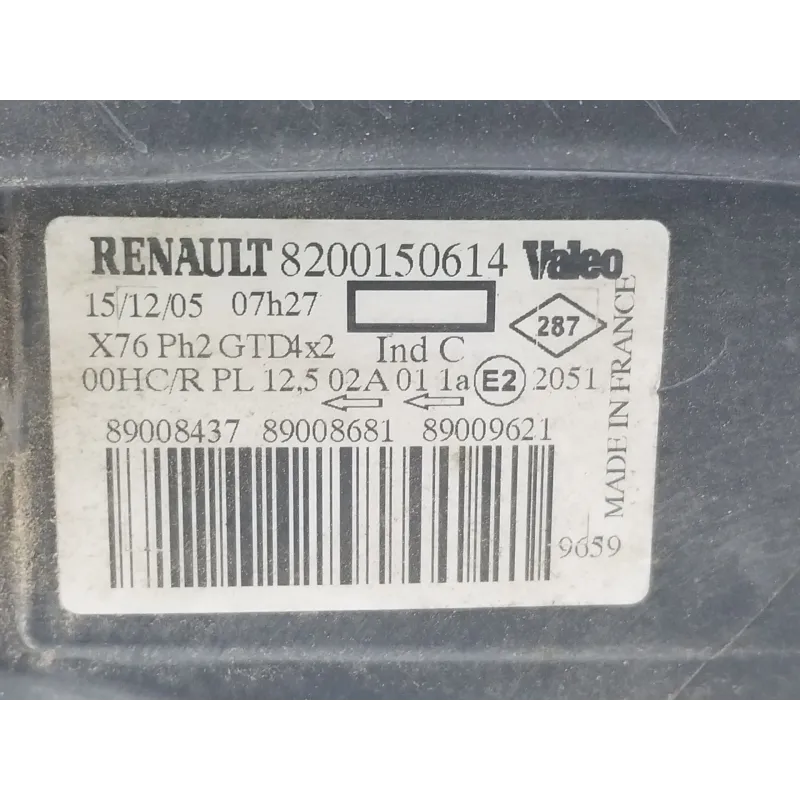 RENAULT 8200150614 Valeo
15/12/05 07h27
287
X76 Ph2 GTD4x2 Ind C
00HC/R PL 12,5 02A 01 1a E2 2051
89008437 89008681 89009621
9659
MADE IN FRANCE